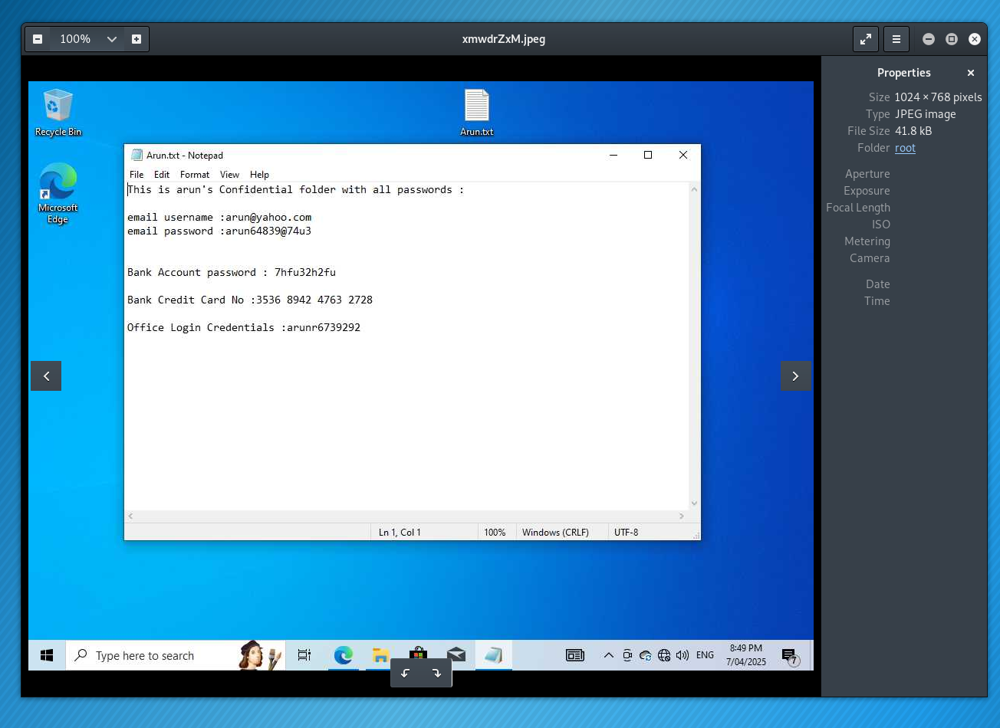 100%
xmwdrZxM.jpeg
Properties
Size 1024 × 768 pixels
Type JPEG image
File Size 41.8 kB
Folder root
Aperture
Exposure
Focal Length
ISO
Metering
Camera
Date
Time
Recycle Bin
Arun.txt
Microsoft
Edge
Arun.txt - Notepad
File Edit Format View Help
This is arun's Confidential folder with all passwords :
email username :arun@yahoo.com
email password :arun64839@74u3
Bank Account password : 7hfu32h2fu
Bank Credit Card No :3536 8942 4763 2728
Office Login Credentials :arunr6739292
Ln 1, Col 1 100% Windows (CRLF) UTF-8
Type here to search
ENG
8:49 PM
7/04/2025
7